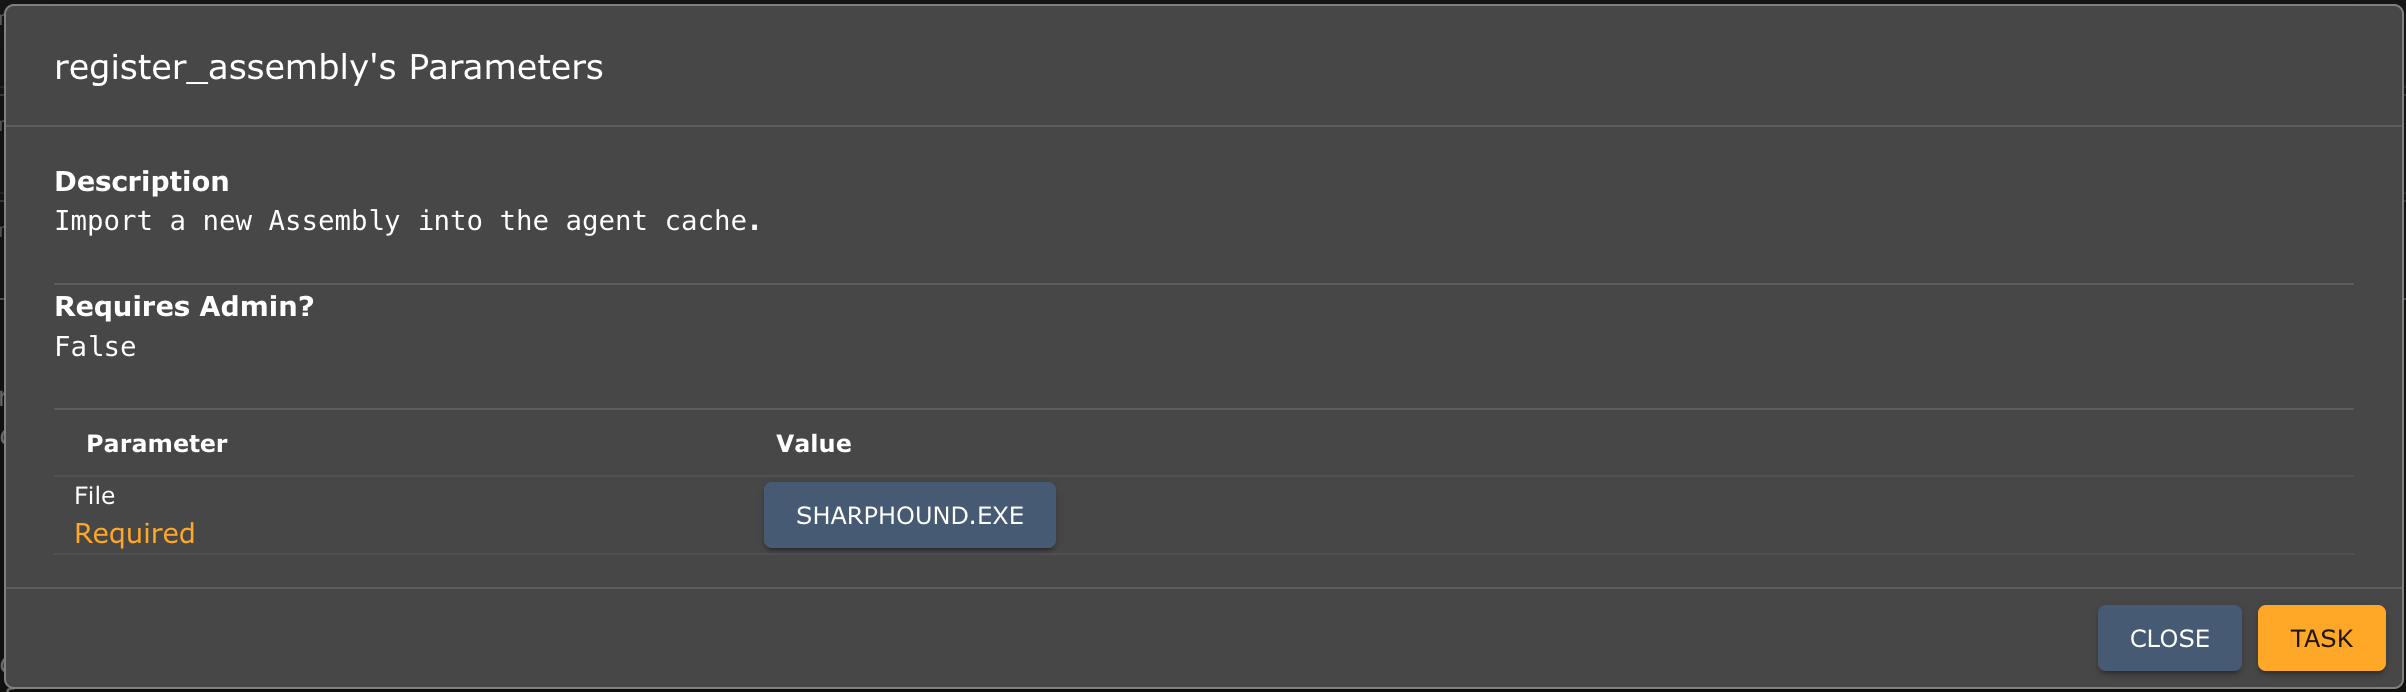 register_assembly's Parameters
Description
Import a new Assembly into the agent cache.
Requires Admin?
False
Parameter Value
File
Required
SHARPHOUND.EXE
CLOSE TASK